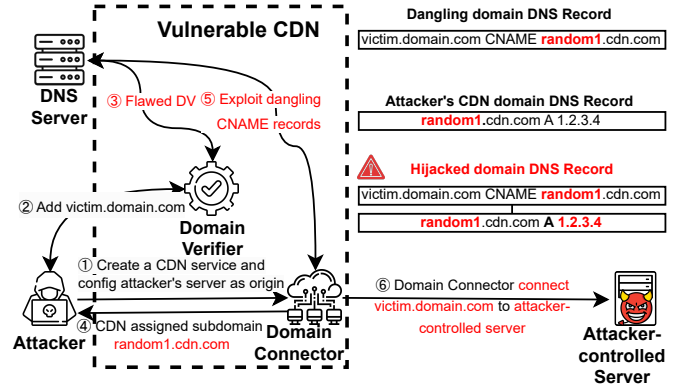 Vulnerable CDN
DNS
Server
③ Flawed DV
⑤ Exploit dangling
CNAME records
② Add victim.domain.com
Domain
Verifier
① Create a CDN service and
config attacker's server as origin
Attacker
④ CDN assigned subdomain
random1.cdn.com
Domain
Connector
Dangling domain DNS Record
victim.domain.com CNAME random1.cdn.com
Attacker's CDN domain DNS Record
random1.cdn.com A 1.2.3.4
Hijacked domain DNS Record
victim.domain.com CNAME random1.cdn.com
random1.cdn.com A 1.2.3.4
⑥ Domain Connector connect
victim.domain.com to attacker-
controlled server
Attacker-
controlled
Server